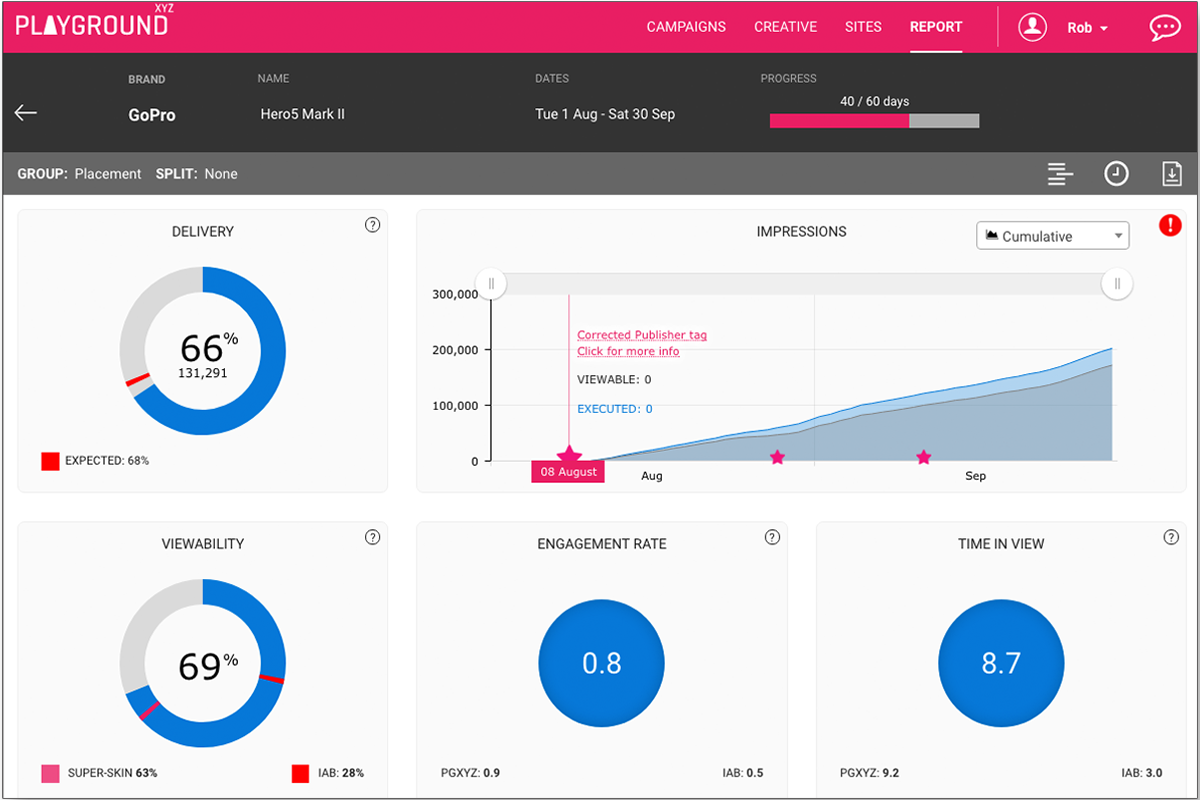 PLAYGROUND XYZ
CAMPAIGNS CREATIVE SITES REPORT Rob
BRAND NAME DATES PROGRESS
GoPro Hero5 Mark II Tue 1 Aug - Sat 30 Sep 40 / 60 days
GROUP: Placement SPLIT: None
DELIVERY ?
66%
131,291
EXPECTED: 68%
IMPRESSIONS Cumulative !
300,000
200,000
100,000
0
Corrected Publisher tag
Click for more info
VIEWABLE: 0
EXECUTED: 0
08 August
Aug Sep
VIEWABILITY ?
69%
SUPER-SKIN 63% IAB: 28%
ENGAGEMENT RATE ?
0.8
PGXYZ: 0.9 IAB: 0.5
TIME IN VIEW ?
8.7
PGXYZ: 9.2 IAB: 3.0